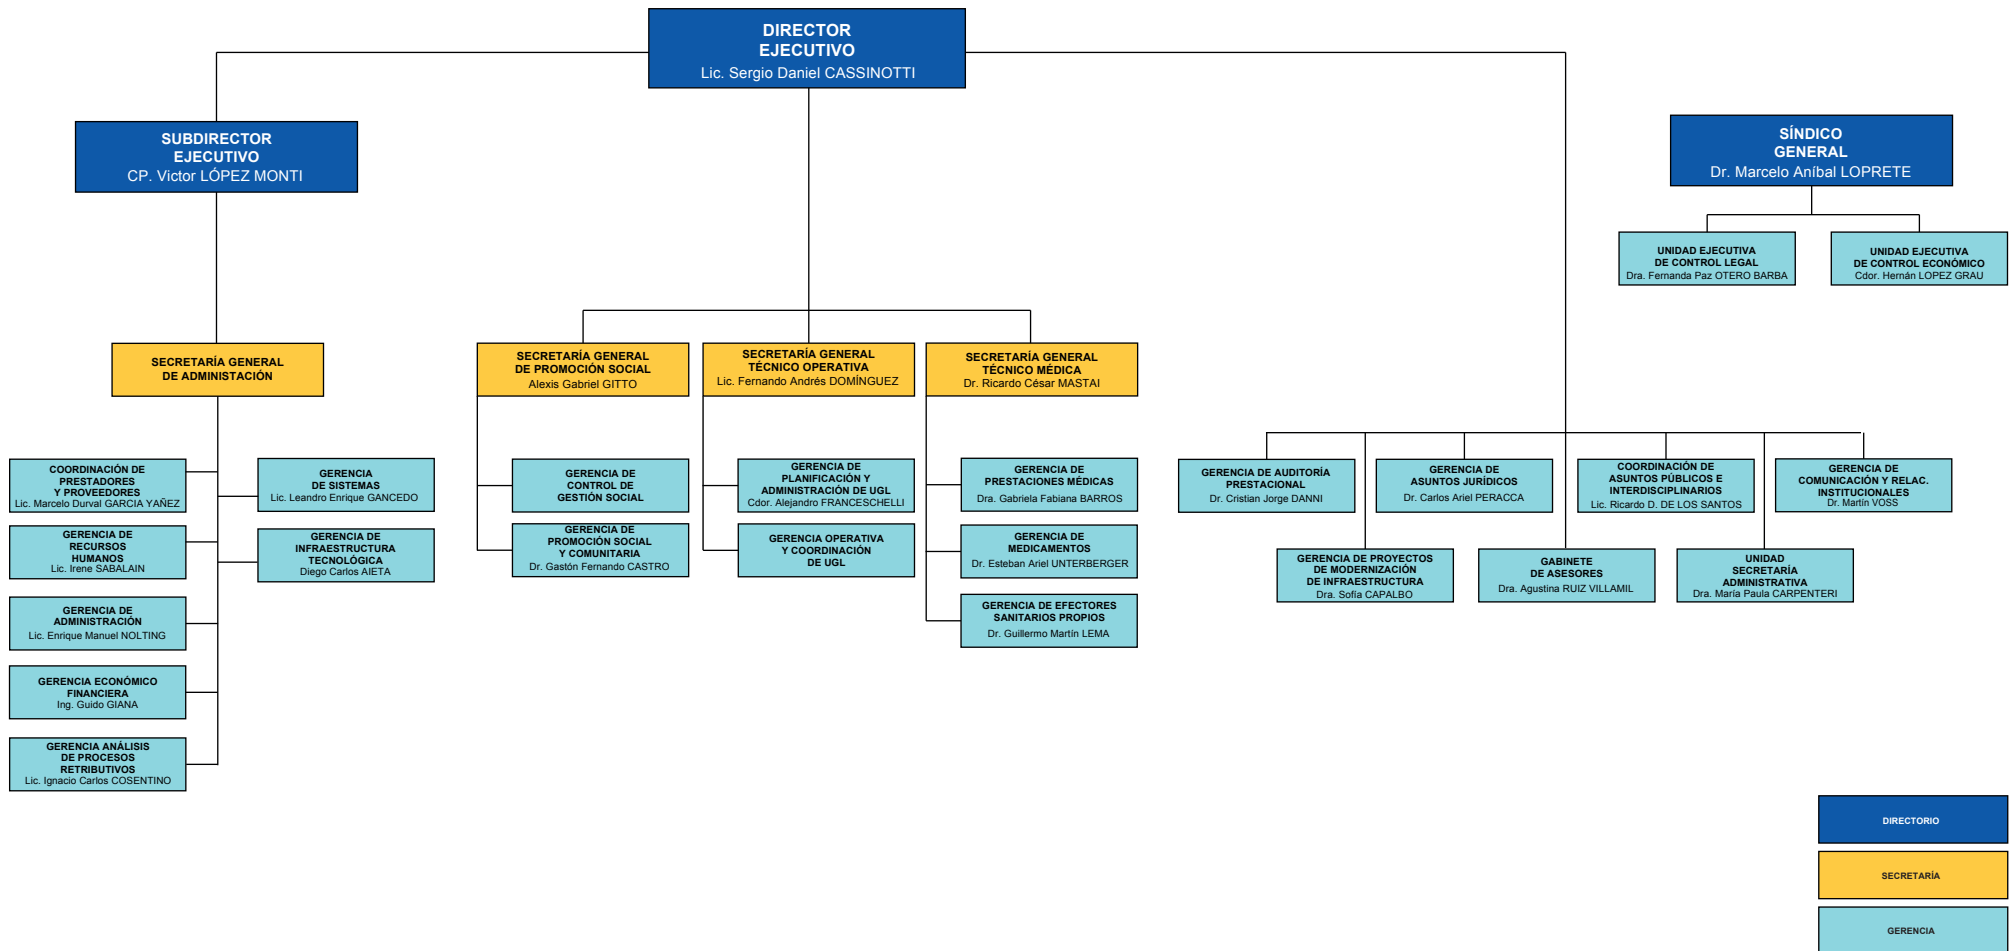 DIRECTOR
EJECUTIVO
Lic. Sergio Daniel CASSINOTTI
SUBDIRECTOR
EJECUTIVO
CP. Victor LÓPEZ MONTI
SÍNDICO
GENERAL
Dr. Marcelo Aníbal LOPRETE
UNIDAD EJECUTIVA
DE CONTROL LEGAL
Dra. Fernanda Paz OTERO BARBA
UNIDAD EJECUTIVA
DE CONTROL ECONÓMICO
Cdor. Hernán LOPEZ GRAU
SECRETARÍA GENERAL
DE ADMINISTACIÓN
SECRETARÍA GENERAL
DE PROMOCIÓN SOCIAL
Alexis Gabriel GITTO
SECRETARÍA GENERAL
TÉCNICO OPERATIVA
Lic. Fernando Andrés DOMÍNGUEZ
SECRETARÍA GENERAL
TÉCNICO MÉDICA
Dr. Ricardo César MASTAI
COORDINACIÓN DE
PRESTADORES
Y PROVEEDORES
Lic. Marcelo Durval GARCIA YAÑEZ
GERENCIA
DE SISTEMAS
Lic. Leandro Enrique GANCEDO
GERENCIA DE
RECURSOS
HUMANOS
Lic. Irene SABALAIN
GERENCIA DE
INFRAESTRUCTURA
TECNOLÓGICA
Diego Carlos AIETA
GERENCIA DE
ADMINISTRACIÓN
Lic. Enrique Manuel NOLTING
GERENCIA ECONÓMICO
FINANCIERA
Ing. Guido GIANA
GERENCIA ANÁLISIS
DE PROCESOS
RETRIBUTIVOS
Lic. Ignacio Carlos COSENTINO
GERENCIA DE
CONTROL DE
GESTIÓN SOCIAL
GERENCIA DE
PROMOCIÓN SOCIAL
Y COMUNITARIA
Dr. Gastón Fernando CASTRO
GERENCIA DE
PLANIFICACIÓN Y
ADMINISTRACIÓN DE UGL
Cdor. Alejandro FRANCESCHELLI
GERENCIA OPERATIVA
Y COORDINACIÓN
DE UGL
GERENCIA DE
PRESTACIONES MÉDICAS
Dra. Gabriela Fabiana BARROS
GERENCIA DE
MEDICAMENTOS
Dr. Esteban Ariel UNTERBERGER
GERENCIA DE EFECTORES
SANITARIOS PROPIOS
Dr. Guillermo Martín LEMA
GERENCIA DE AUDITORÍA
PRESTACIONAL
Dr. Cristian Jorge DANNI
GERENCIA DE
ASUNTOS JURÍDICOS
Dr. Carlos Ariel PERACCA
COORDINACIÓN DE
ASUNTOS PÚBLICOS E
INTERDISCIPLINARIOS
Lic. Ricardo D. DE LOS SANTOS
GERENCIA DE
COMUNICACIÓN Y RELAC.
INSTITUCIONALES
Dr. Martín VOSS
GERENCIA DE PROYECTOS
DE MODERNIZACIÓN
DE INFRAESTRUCTURA
Dra. Sofía CAPALBO
GABINETE
DE ASESORES
Dra. Agustina RUIZ VILLAMIL
UNIDAD
SECRETARÍA
ADMINISTRATIVA
Dra. María Paula CARPENTERI
DIRECTORIO
SECRETARÍA
GERENCIA